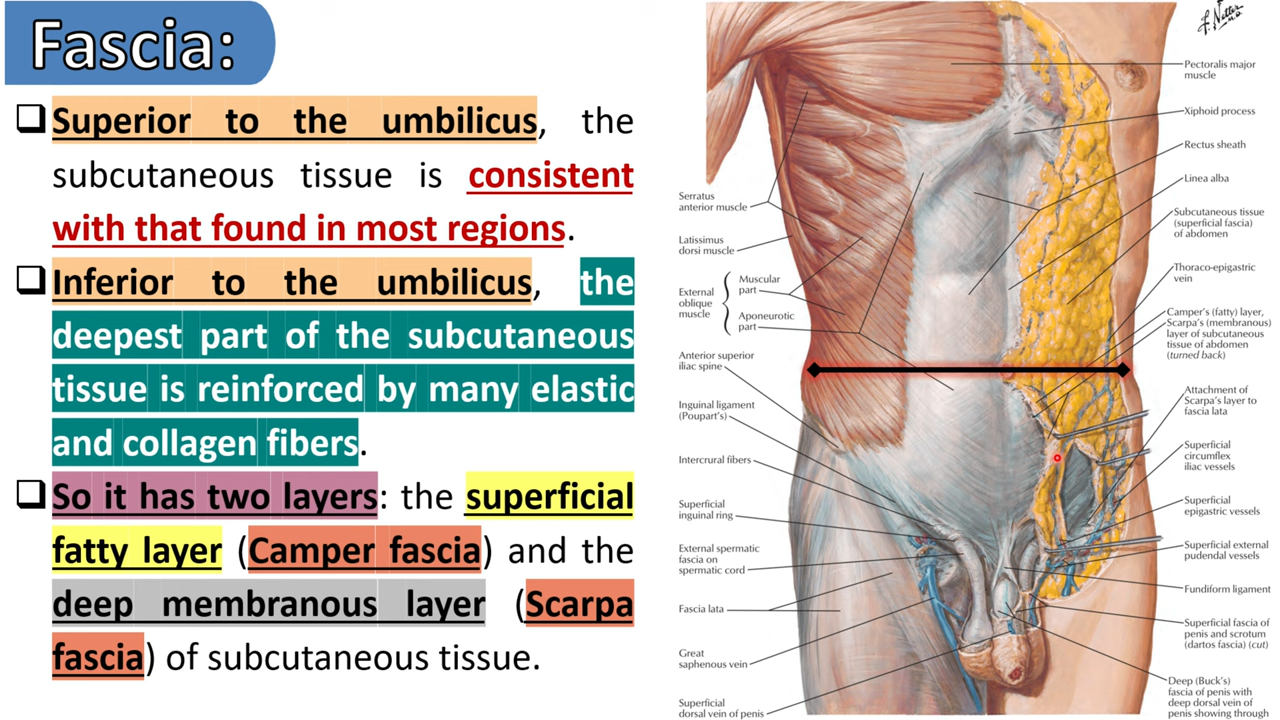 Fascia:
❑ Superior to the umbilicus, the
subcutaneous tissue is consistent
with that found in most regions.
❑ Inferior to the umbilicus, the
deepest part of the subcutaneous
tissue is reinforced by many elastic
and collagen fibers.
❑ So it has two layers: the superficial
fatty layer (Camper fascia) and the
deep membranous layer (Scarpa
fascia) of subcutaneous tissue.
Serratus
anterior muscle
Latissimus
dorsi muscle
External
oblique
muscle
Muscular
part
Aponeurotic
part
Anterior superior
iliac spine
Inguinal ligament
(Poupart's)
Intercrural fibers
Superficial
inguinal ring
External spermatic
fascia on
spermatic cord
Fascia lata
Great
saphenous vein
Superficial
dorsal vein of penis
F. Netter
M.D.
Pectoralis major
muscle
Xiphoid process
Rectus sheath
Linea alba
Subcutaneous tissue
(superficial fascia)
of abdomen
Thoraco-epigastric
vein
Camper's (fatty) layer,
Scarpa's (membranous)
layer of subcutaneous
tissue of abdomen
(turned back)
Attachment of
Scarpa's layer to
fascia lata
Superficial
circumflex
iliac vessels
Superficial
epigastric vessels
Superficial external
pudendal vessels
Fundiform ligament
Superficial fascia of
penis and scrotum
(dartos fascia) (cut)
Deep (Buck's)
fascia of penis with
deep dorsal vein of
penis showing through